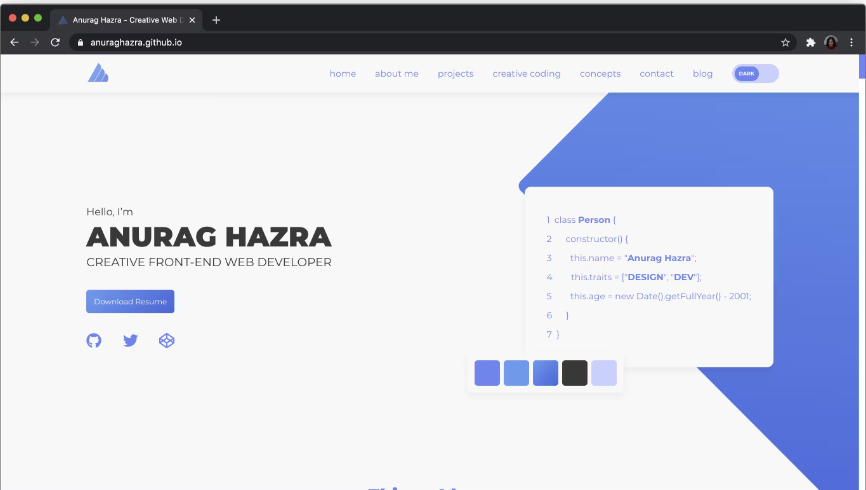 Anurag Hazra - Creative Web D
anuraghazra.github.io
home about me projects creative coding concepts contact blog DARK
Hello, I'm
ANURAG HAZRA
CREATIVE FRONT-END WEB DEVELOPER
Download Resume
1 class Person {
2 constructor() {
3 this.name = "Anurag Hazra";
4 this.traits = ["DESIGN", "DEV"];
5 this.age = new Date().getFullYear() - 2001;
6 }
7 }